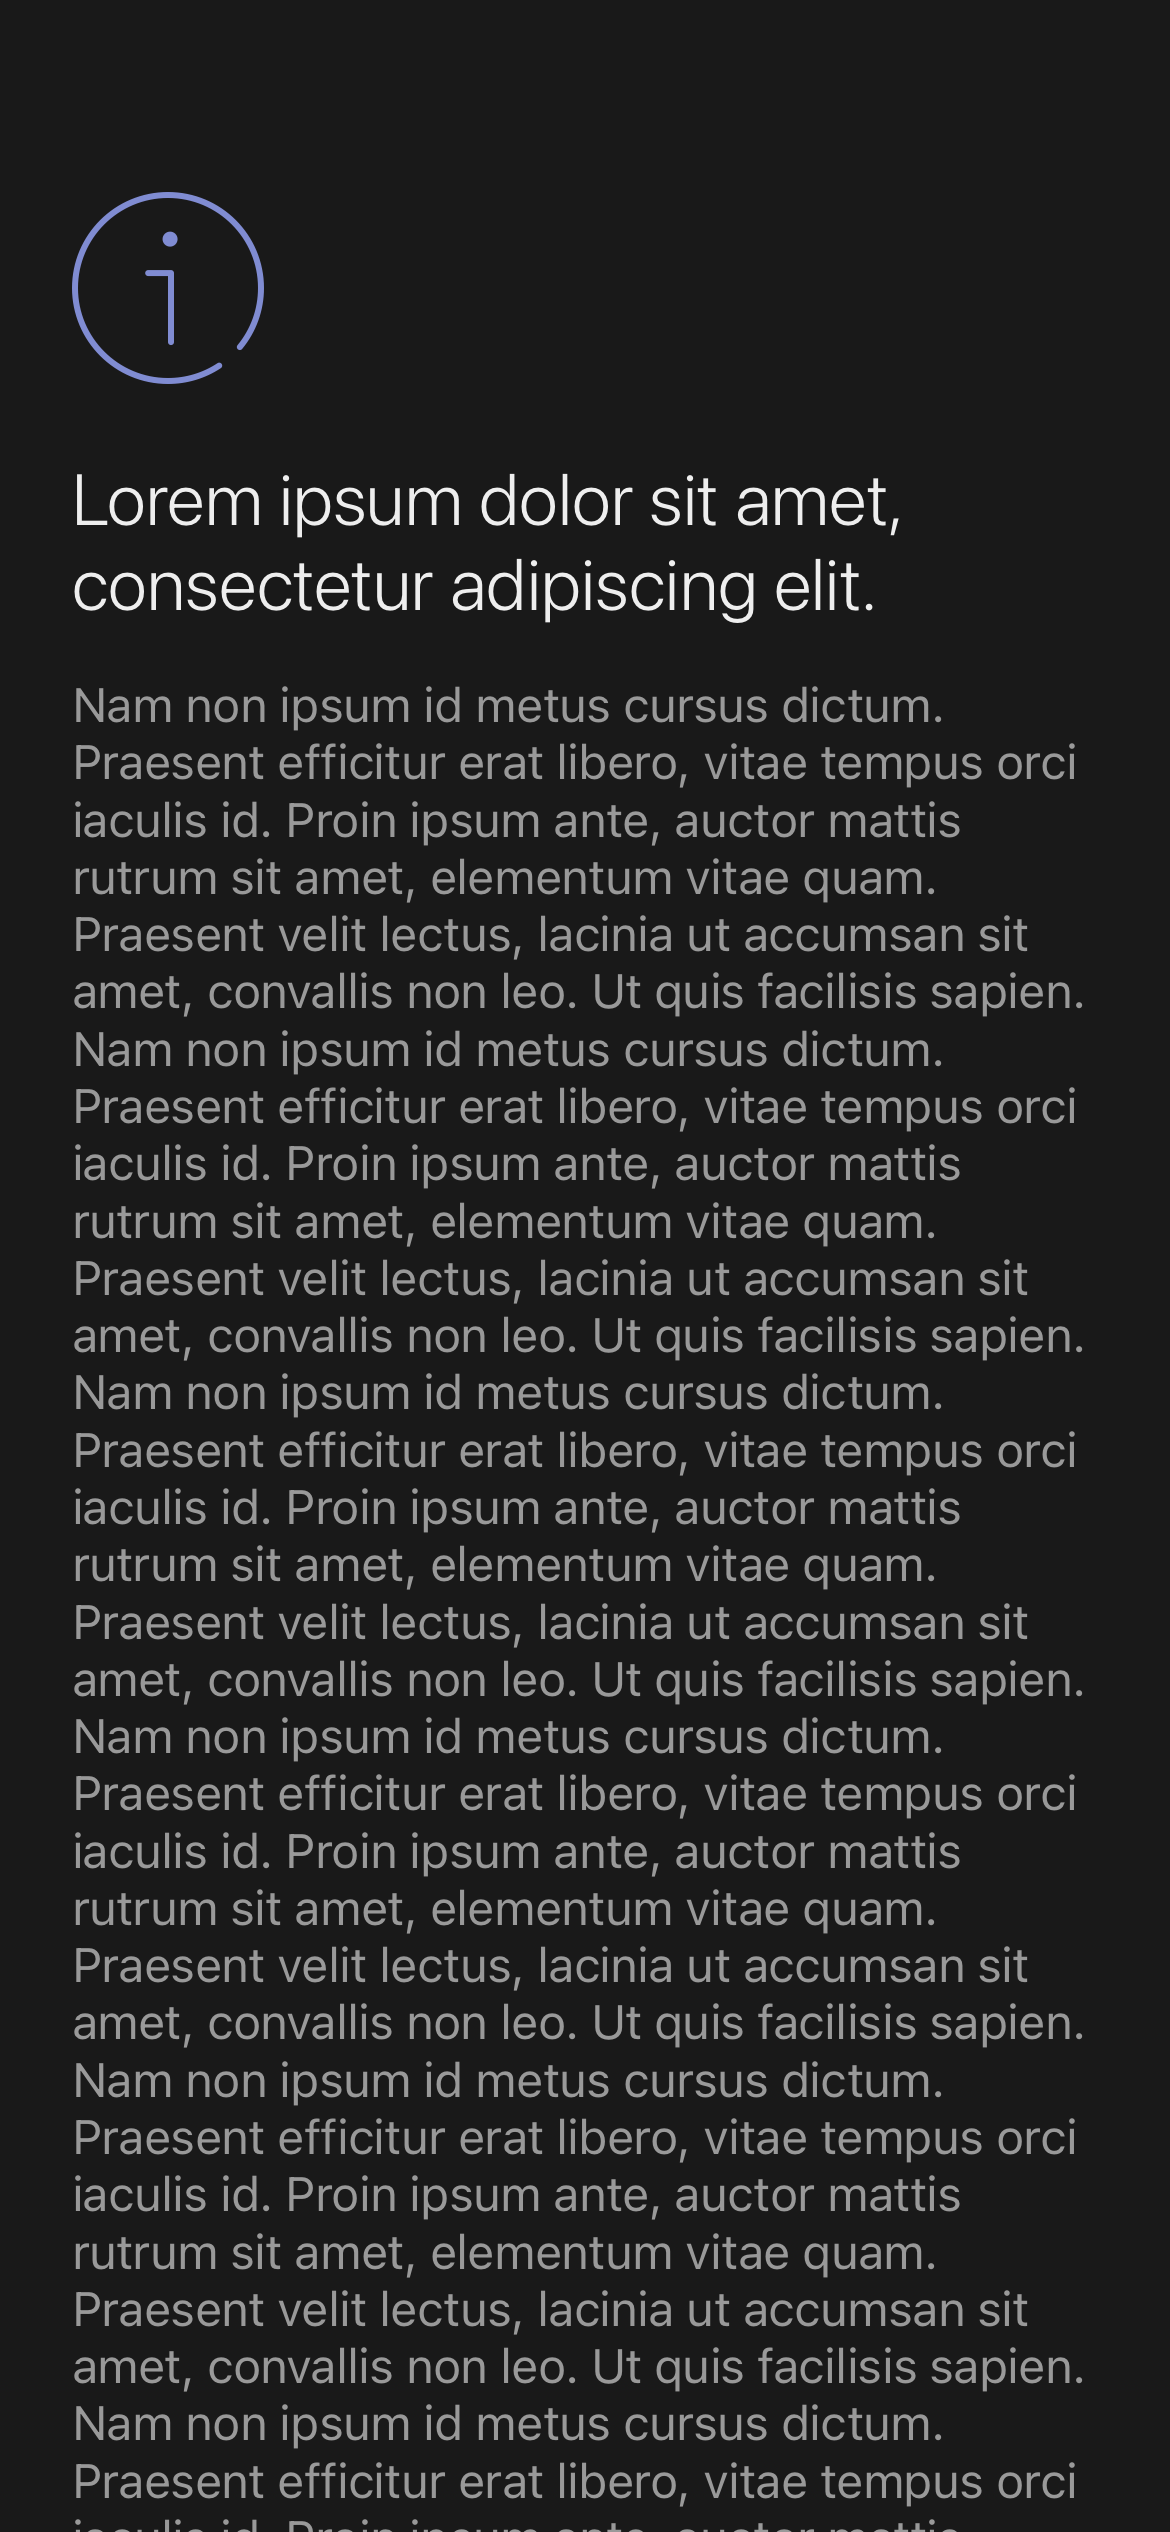 Lorem ipsum dolor sit amet,
consectetur adipiscing elit.
Nam non ipsum id metus cursus dictum.
Praesent efficitur erat libero, vitae tempus orci
iaculis id. Proin ipsum ante, auctor mattis
rutrum sit amet, elementum vitae quam.
Praesent velit lectus, lacinia ut accumsan sit
amet, convallis non leo. Ut quis facilisis sapien.
Nam non ipsum id metus cursus dictum.
Praesent efficitur erat libero, vitae tempus orci
iaculis id. Proin ipsum ante, auctor mattis
rutrum sit amet, elementum vitae quam.
Praesent velit lectus, lacinia ut accumsan sit
amet, convallis non leo. Ut quis facilisis sapien.
Nam non ipsum id metus cursus dictum.
Praesent efficitur erat libero, vitae tempus orci
iaculis id. Proin ipsum ante, auctor mattis
rutrum sit amet, elementum vitae quam.
Praesent velit lectus, lacinia ut accumsan sit
amet, convallis non leo. Ut quis facilisis sapien.
Nam non ipsum id metus cursus dictum.
Praesent efficitur erat libero, vitae tempus orci
iaculis id. Proin ipsum ante, auctor mattis
rutrum sit amet, elementum vitae quam.
Praesent velit lectus, lacinia ut accumsan sit
amet, convallis non leo. Ut quis facilisis sapien.
Nam non ipsum id metus cursus dictum.
Praesent efficitur erat libero, vitae tempus orci
iaculis id. Proin ipsum ante, auctor mattis
rutrum sit amet, elementum vitae quam.
Praesent velit lectus, lacinia ut accumsan sit
amet, convallis non leo. Ut quis facilisis sapien.
Nam non ipsum id metus cursus dictum.
Praesent efficitur erat libero, vitae tempus orci